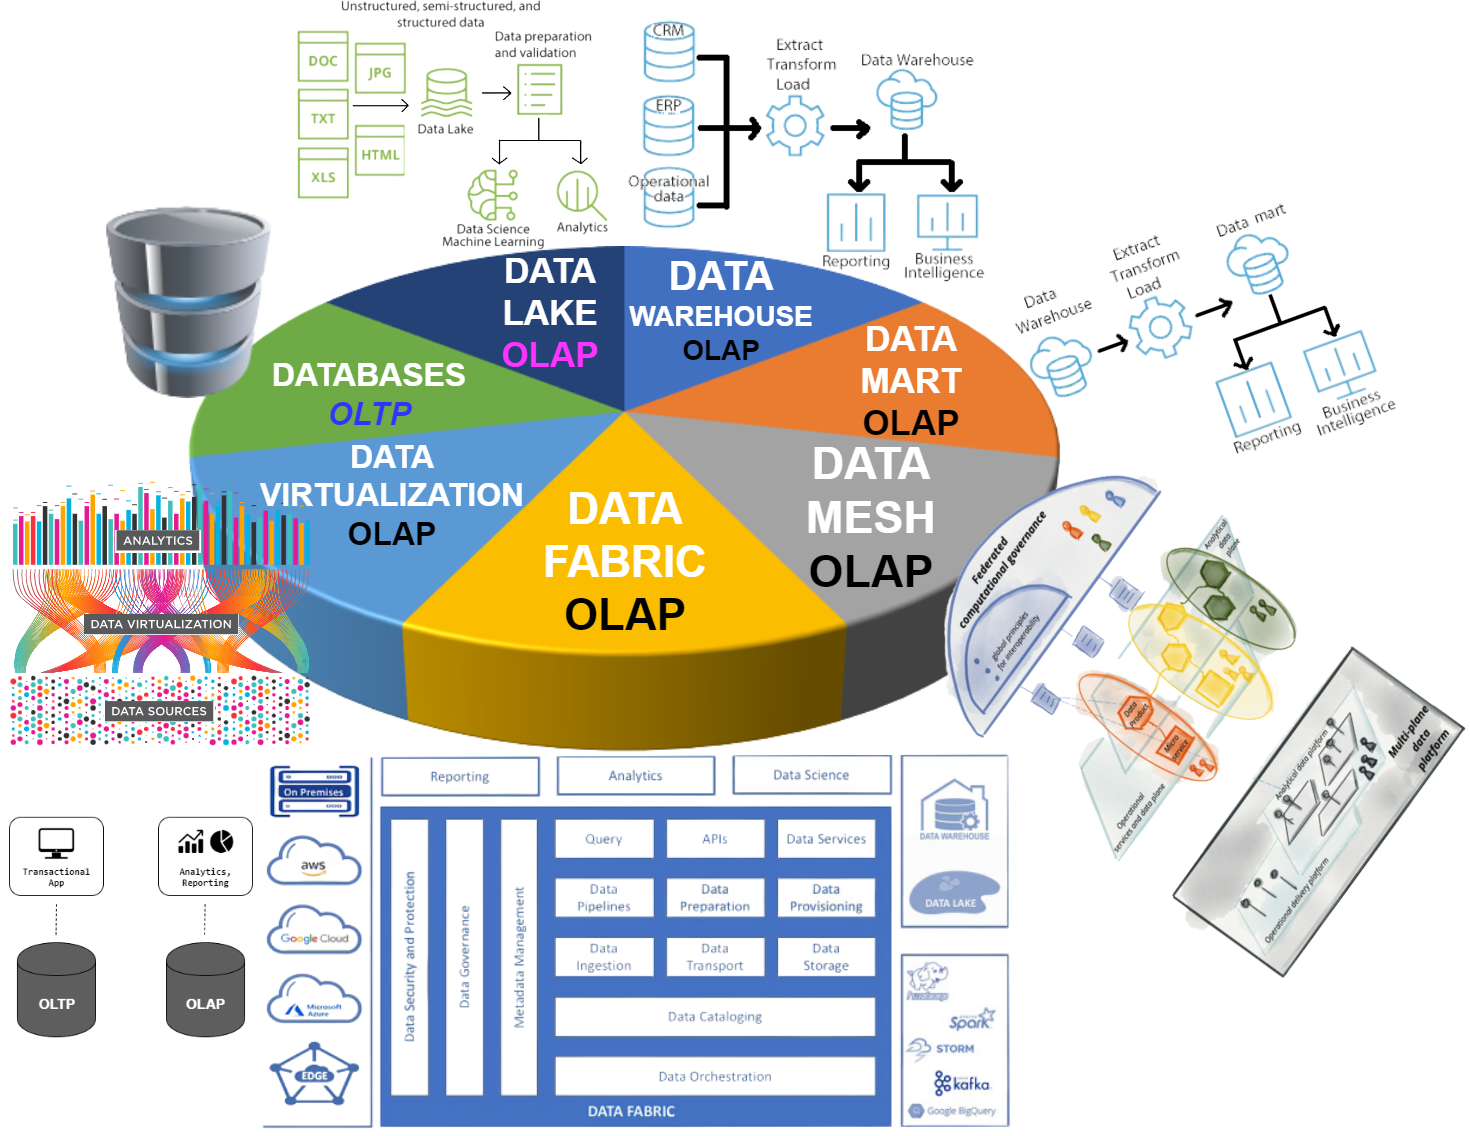 Unstructured, semi-structured, and
structured data
DOC
JPG
TXT
HTML
XLS
Data Lake
Data preparation
and validation
Data Science
Machine Learning
Analytics
CRM
ERP
Operational
data
Extract
Transform
Load
Data Warehouse
Reporting
Business
Intelligence
Data
Warehouse
Extract
Transform
Load
Data mart
Reporting
Business
Intelligence
DATA
LAKE
OLAP
DATA
WAREHOUSE
OLAP
DATA
MART
OLAP
DATABASES
OLTP
DATA
VIRTUALIZATION
OLAP
DATA
FABRIC
OLAP
DATA
MESH
OLAP
ANALYTICS
DATA VIRTUALIZATION
DATA SOURCES
Federated
computational governance
global principles
for interoperability
Analytical
data
plane
Data
Product
Micro
service
Operational
services and data plane
Multi-plane
data
platform
Analytical data platform
Operational delivery platform
Transactional
App
Analytics,
Reporting
OLTP
OLAP
On Premises
aws
Google Cloud
Microsoft
Azure
EDGE
Reporting
Analytics
Data Science
Data Security and Protection
Data Governance
Metadata Management
Query
APIs
Data Services
Data
Pipelines
Data
Preparation
Data
Provisioning
Data
Ingestion
Data
Transport
Data
Storage
Data Cataloging
Data Orchestration
DATA FABRIC
DATA WAREHOUSE
DATA LAKE
hadoop
APACHE
Spark
STORM
kafka
Google BigQuery